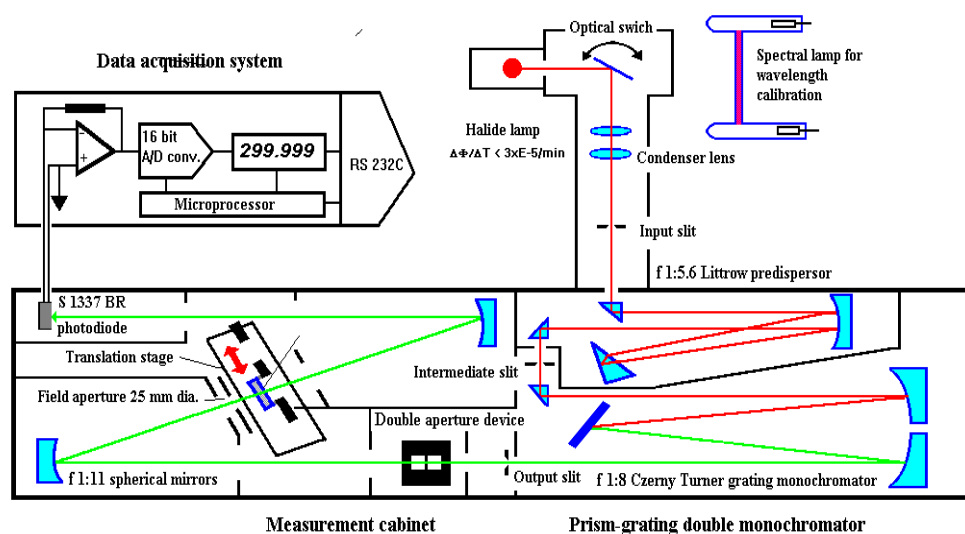 Optical swich
Data acquisition system
Spectral lamp for
wavelength
calibration
Halide lamp
ΔΦ/ΔT < 3xE-5/min
Condenser lens
16 bit
A/D conv.
299.999
RS 232C
Microprocessor
-
+
Input slit
f 1:5.6 Littrow predispersor
S 1337 BR
photodiode
Translation stage
Intermediate slit
Field aperture 25 mm dia.
Double aperture device
f 1:11 spherical mirrors
Output slit
f 1:8 Czerny Turner grating monochromator
Measurement cabinet
Prism-grating double monochromator